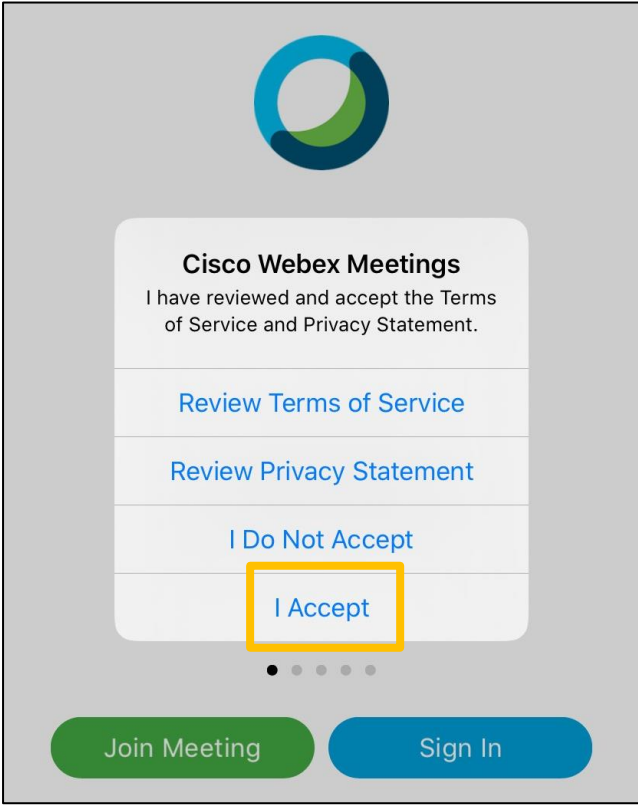 Cisco Webex Meetings
I have reviewed and accept the Terms
of Service and Privacy Statement.
Review Terms of Service
Review Privacy Statement
I Do Not Accept
I Accept
Join Meeting
Sign In